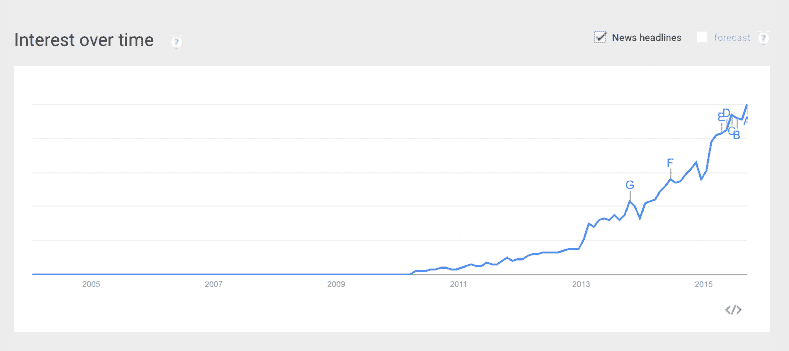 Interest over time ?
News headlines forecast ?
E D C B A
F
G
2005 2007 2009 2011 2013 2015
</>